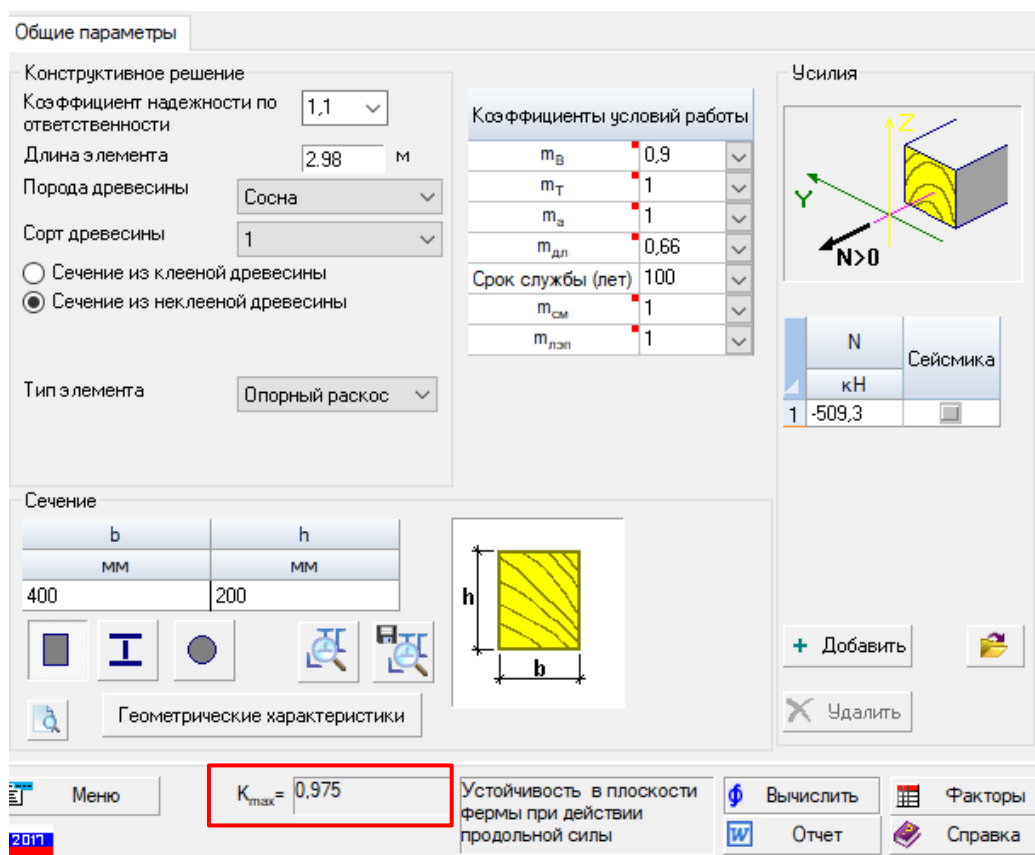 Общие параметры
Конструктивное решение
Коэффициент надежности по
ответственности
1,1
Длина элемента
2.98
м
Порода древесины
Сосна
Сорт древесины
1
Сечение из клееной древесины
Сечение из неклееной древесины
Тип элемента
Опорный раскос
Коэффициенты условий работы
mВ 0,9
mТ 1
mа 1
mдл 0,66
Срок службы (лет) 100
mсм 1
mлэп 1
Усилия
Z
Y
N>0
N
Сейсмика
кН
1 -509,3
Сечение
b h
мм мм
400 200
h
b
Геометрические характеристики
+ Добавить
Удалить
Меню
Kmax= 0,975
Устойчивость в плоскости
фермы при действии
продольной силы
Вычислить
Факторы
Отчет
Справка
2017